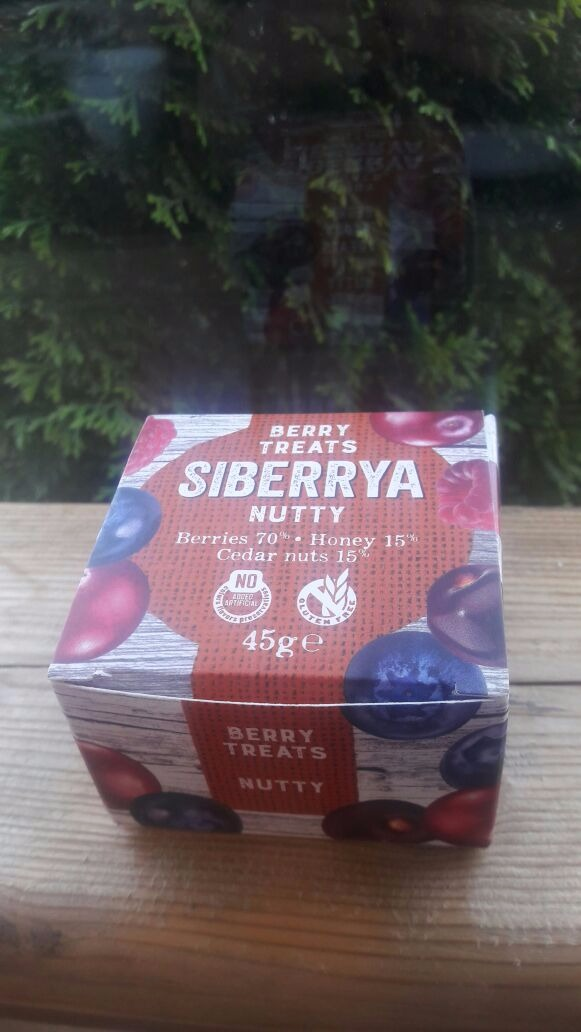 BERRY
TREATS
SIBERRYA
NUTTY
Berries 70% • Honey 15%
Cedar nuts 15%
NO
ADDED
ARTIFICIAL
GLUTEN FREE
45g e
BERRY
TREATS
NUTTY